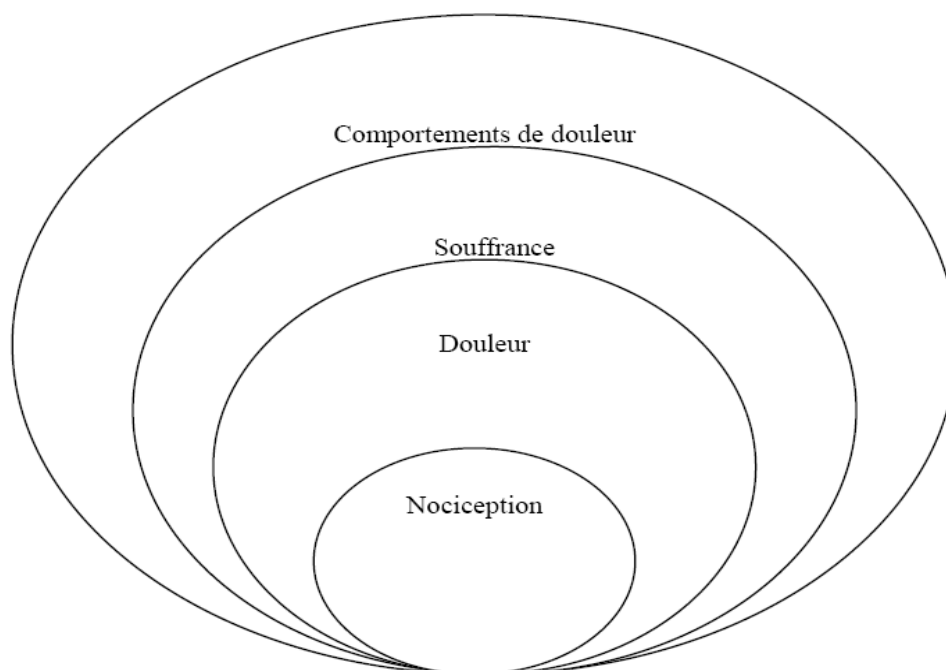 Comportements de douleur
Souffrance
Douleur
Nociception